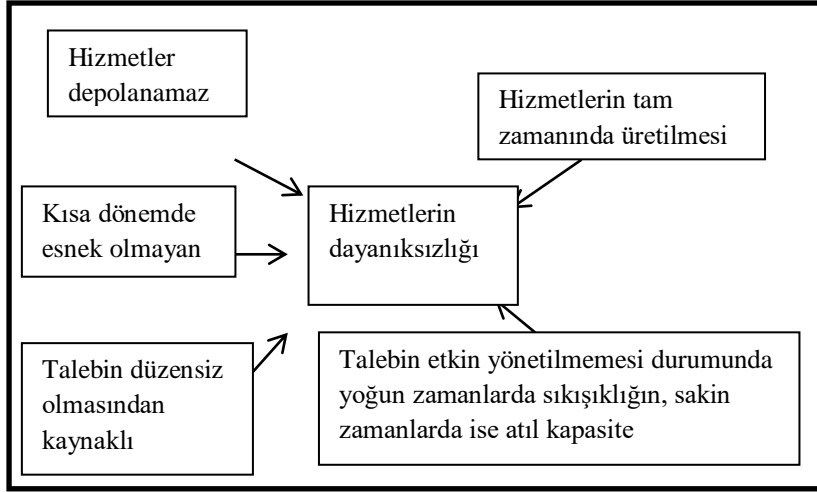 Hizmetler
depolanamaz
Hizmetlerin tam
zamanında üretilmesi
Kısa dönemde
esnek olmayan
Hizmetlerin
dayanıksızlığı
Talebin düzensiz
olmasından
kaynaklı
Talebin etkin yönetilmemesi durumunda
yoğun zamanlarda sıkışıklığın, sakin
zamanlarda ise atıl kapasite